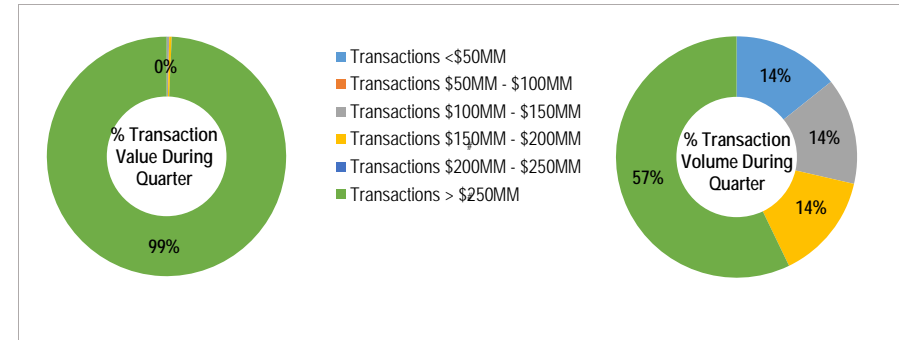 0%
% Transaction
Value During
Quarter
99%
Transactions <$50MM
Transactions $50MM - $100MM
Transactions $100MM - $150MM
Transactions $150MM - $200MM
Transactions $200MM - $250MM
Transactions > $250MM
14%
14%
14%
57%
% Transaction
Volume During
Quarter